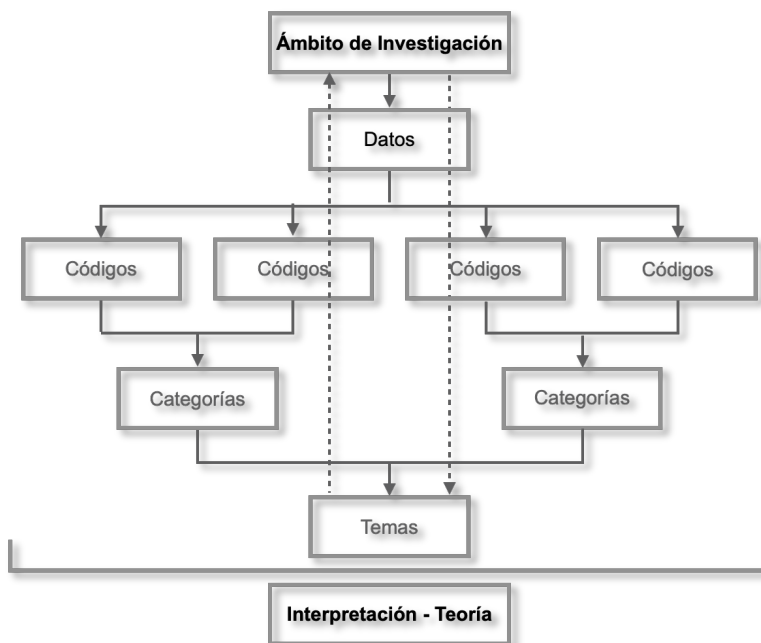 Ámbito de Investigación
Datos
Códigos
Códigos
Códigos
Códigos
Categorías
Categorías
Temas
Interpretación - Teoría